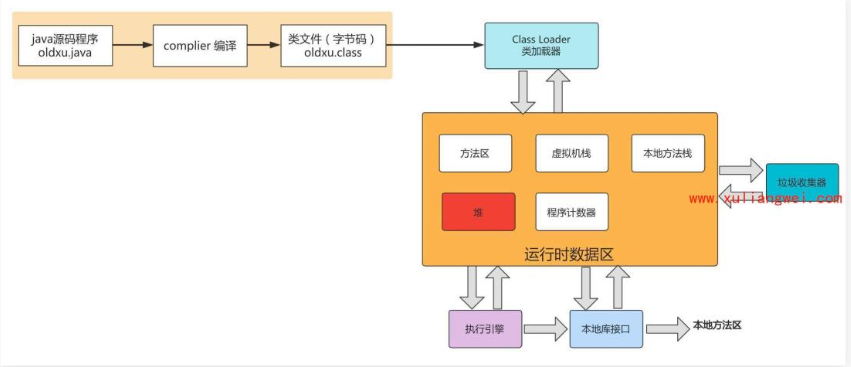 java源码程序
oldxu.java
complier 编译
类文件（字节码）
oldxu.class
Class Loader
类加载器
方法区
虚拟机栈
本地方法栈
堆
程序计数器
运行时数据区
垃圾收集器
www.xuliangwei.com
执行引擎
本地库接口
本地方法区